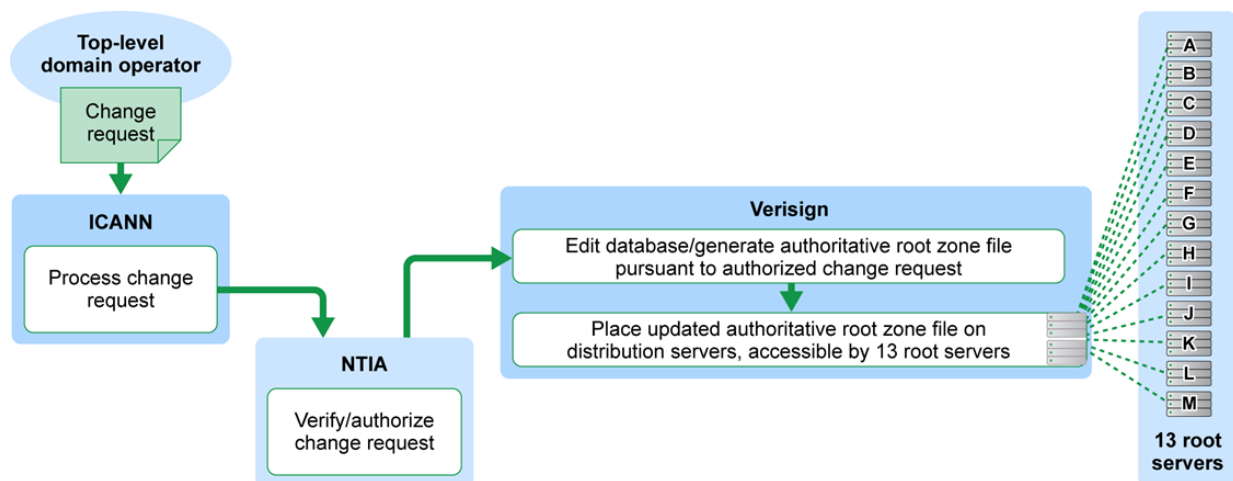 Top-level
domain operator
Change
request
ICANN
Process change
request
NTIA
Verify/authorize
change request
Verisign
Edit database/generate authoritative root zone file
pursuant to authorized change request
Place updated authoritative root zone file on
distribution servers, accessible by 13 root servers
A
B
C
D
E
F
G
H
I
J
K
L
M
13 root
servers